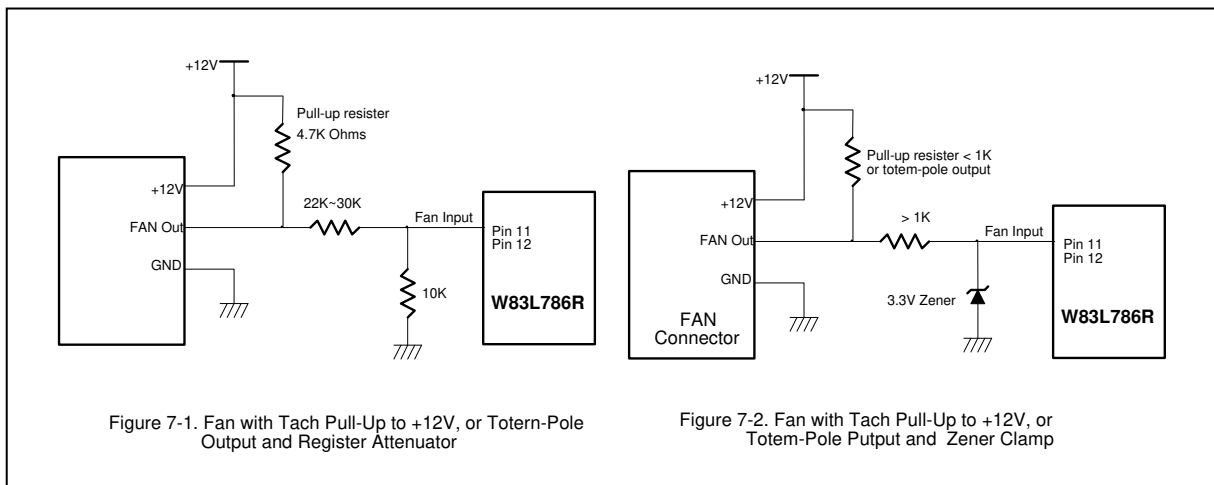 +12V
Pull-up resister
4.7K Ohms
+12V
FAN Out
GND
22K~30K
Fan Input
10K
Pin 11
Pin 12
W83L786R
Figure 7-1. Fan with Tach Pull-Up to +12V, or Totern-Pole
Output and Register Attenuator
+12V
Pull-up resister < 1K
or totem-pole output
+12V
FAN Out
GND
FAN
Connector
> 1K
Fan Input
3.3V Zener
Pin 11
Pin 12
W83L786R
Figure 7-2. Fan with Tach Pull-Up to +12V, or
Totem-Pole Putput and Zener Clamp